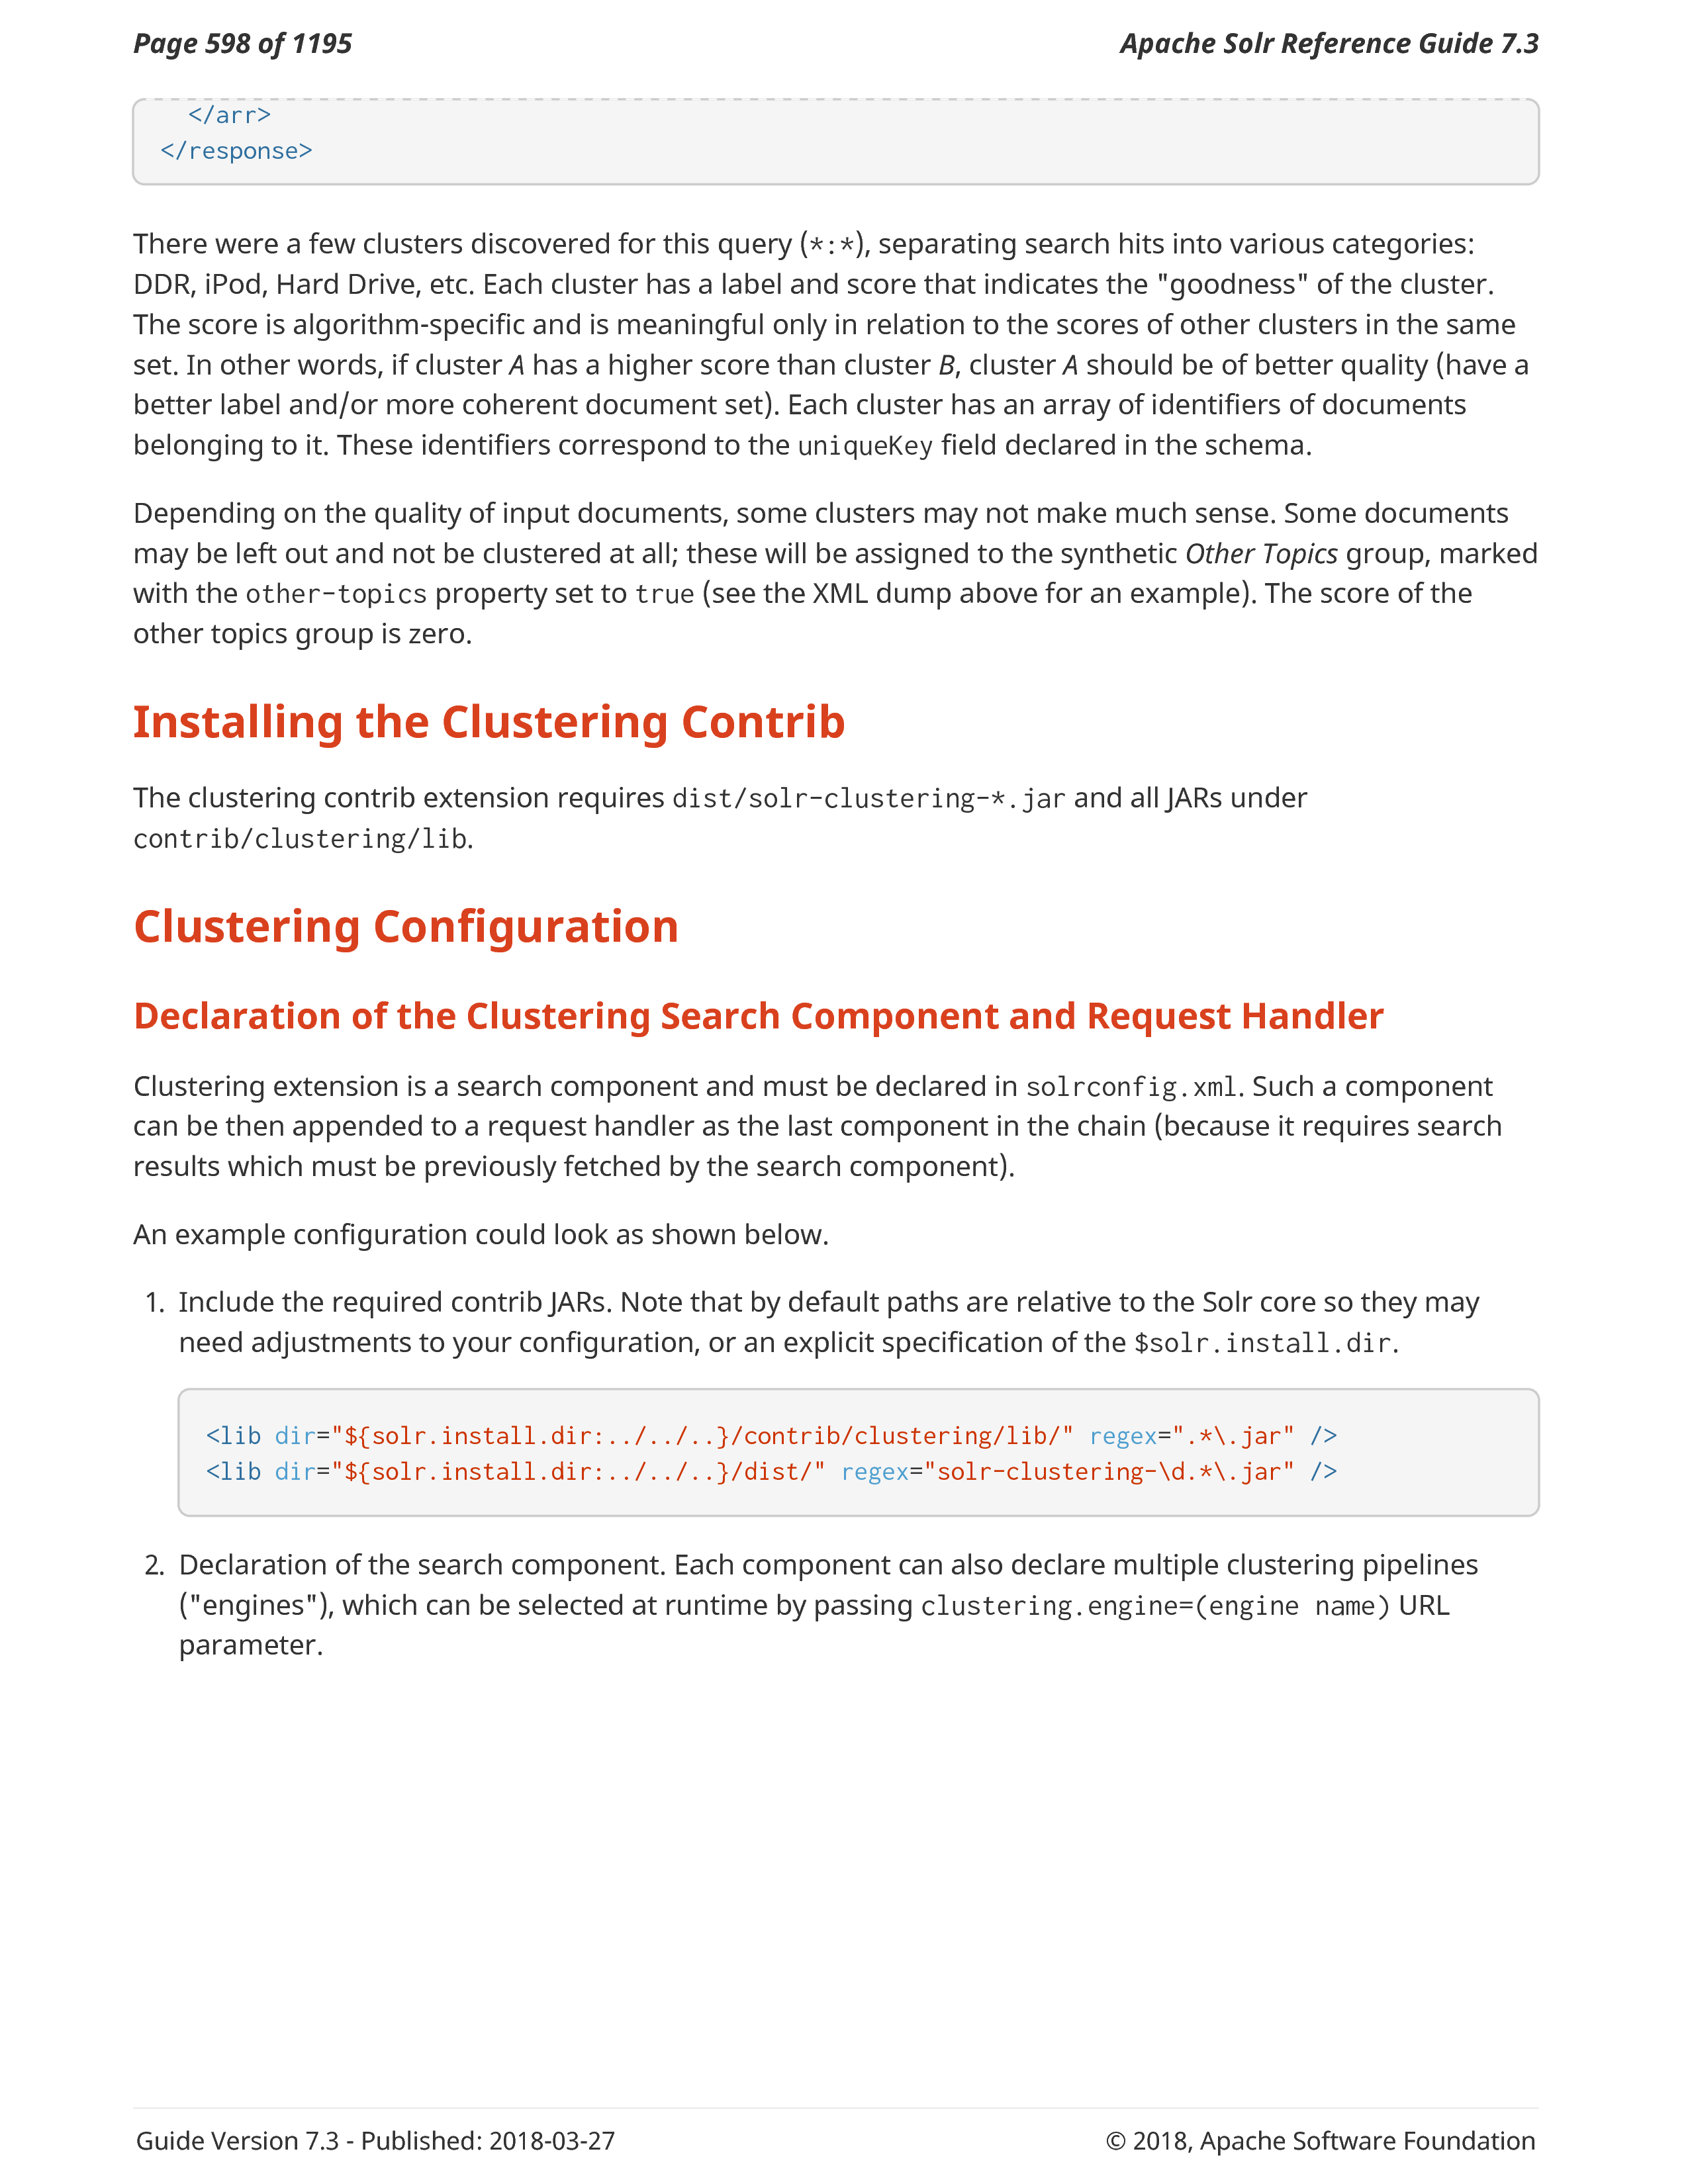 Page 598 of 1195
Apache Solr Reference Guide 7.3
</arr>
</response>
There were a few clusters discovered for this query (*:*), separating search hits into various categories:
DDR, iPod, Hard Drive, etc. Each cluster has a label and score that indicates the "goodness" of the cluster.
The score is algorithm-specific and is meaningful only in relation to the scores of other clusters in the same
set. In other words, if cluster A has a higher score than cluster B, cluster A should be of better quality (have a
better label and/or more coherent document set). Each cluster has an array of identifiers of documents
belonging to it. These identifiers correspond to the uniqueKey field declared in the schema.
Depending on the quality of input documents, some clusters may not make much sense. Some documents
may be left out and not be clustered at all; these will be assigned to the synthetic Other Topics group, marked
with the other-topics property set to true (see the XML dump above for an example). The score of the
other topics group is zero.
Installing the Clustering Contrib
The clustering contrib extension requires dist/solr-clustering-*.jar and all JARs under
contrib/clustering/lib.
Clustering Configuration
Declaration of the Clustering Search Component and Request Handler
Clustering extension is a search component and must be declared in solrconfig.xml. Such a component
can be then appended to a request handler as the last component in the chain (because it requires search
results which must be previously fetched by the search component).
An example configuration could look as shown below.
1. Include the required contrib JARs. Note that by default paths are relative to the Solr core so they may
need adjustments to your configuration, or an explicit specification of the $solr.install.dir.
<lib dir="${solr.install.dir:../../..}/contrib/clustering/lib/" regex=".*\.jar" />
<lib dir="${solr.install.dir:../../..}/dist/" regex="solr-clustering-\d.*\.jar" />
2. Declaration of the search component. Each component can also declare multiple clustering pipelines
("engines"), which can be selected at runtime by passing clustering.engine=(engine name) URL
parameter.
Guide Version 7.3 - Published: 2018-03-27
© 2018, Apache Software Foundation